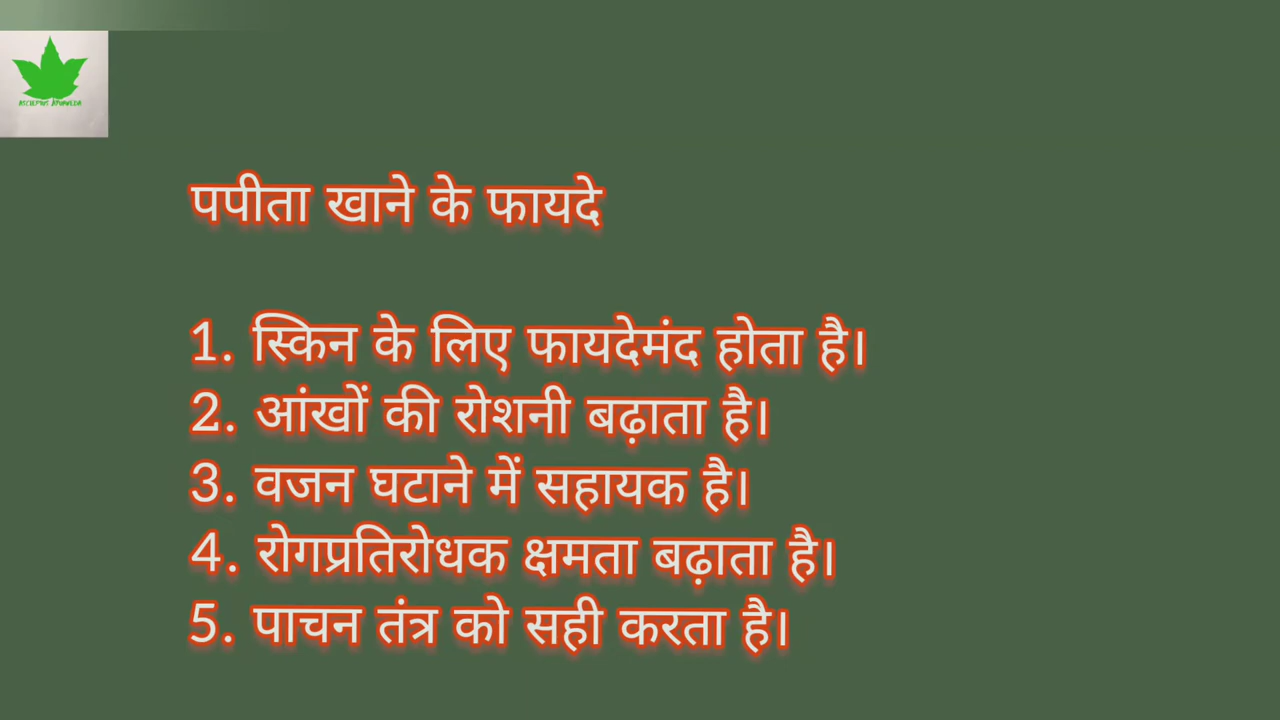 पपीता खाने के फायदे
1. स्किन के लिए फायदेमंद होता है।
2. आंखों की रोशनी बढ़ाता है।
3. वजन घटाने में सहायक है।
4. रोगप्रतिरोधक क्षमता बढ़ाता है।
5. पाचन तंत्र को सही करता है।